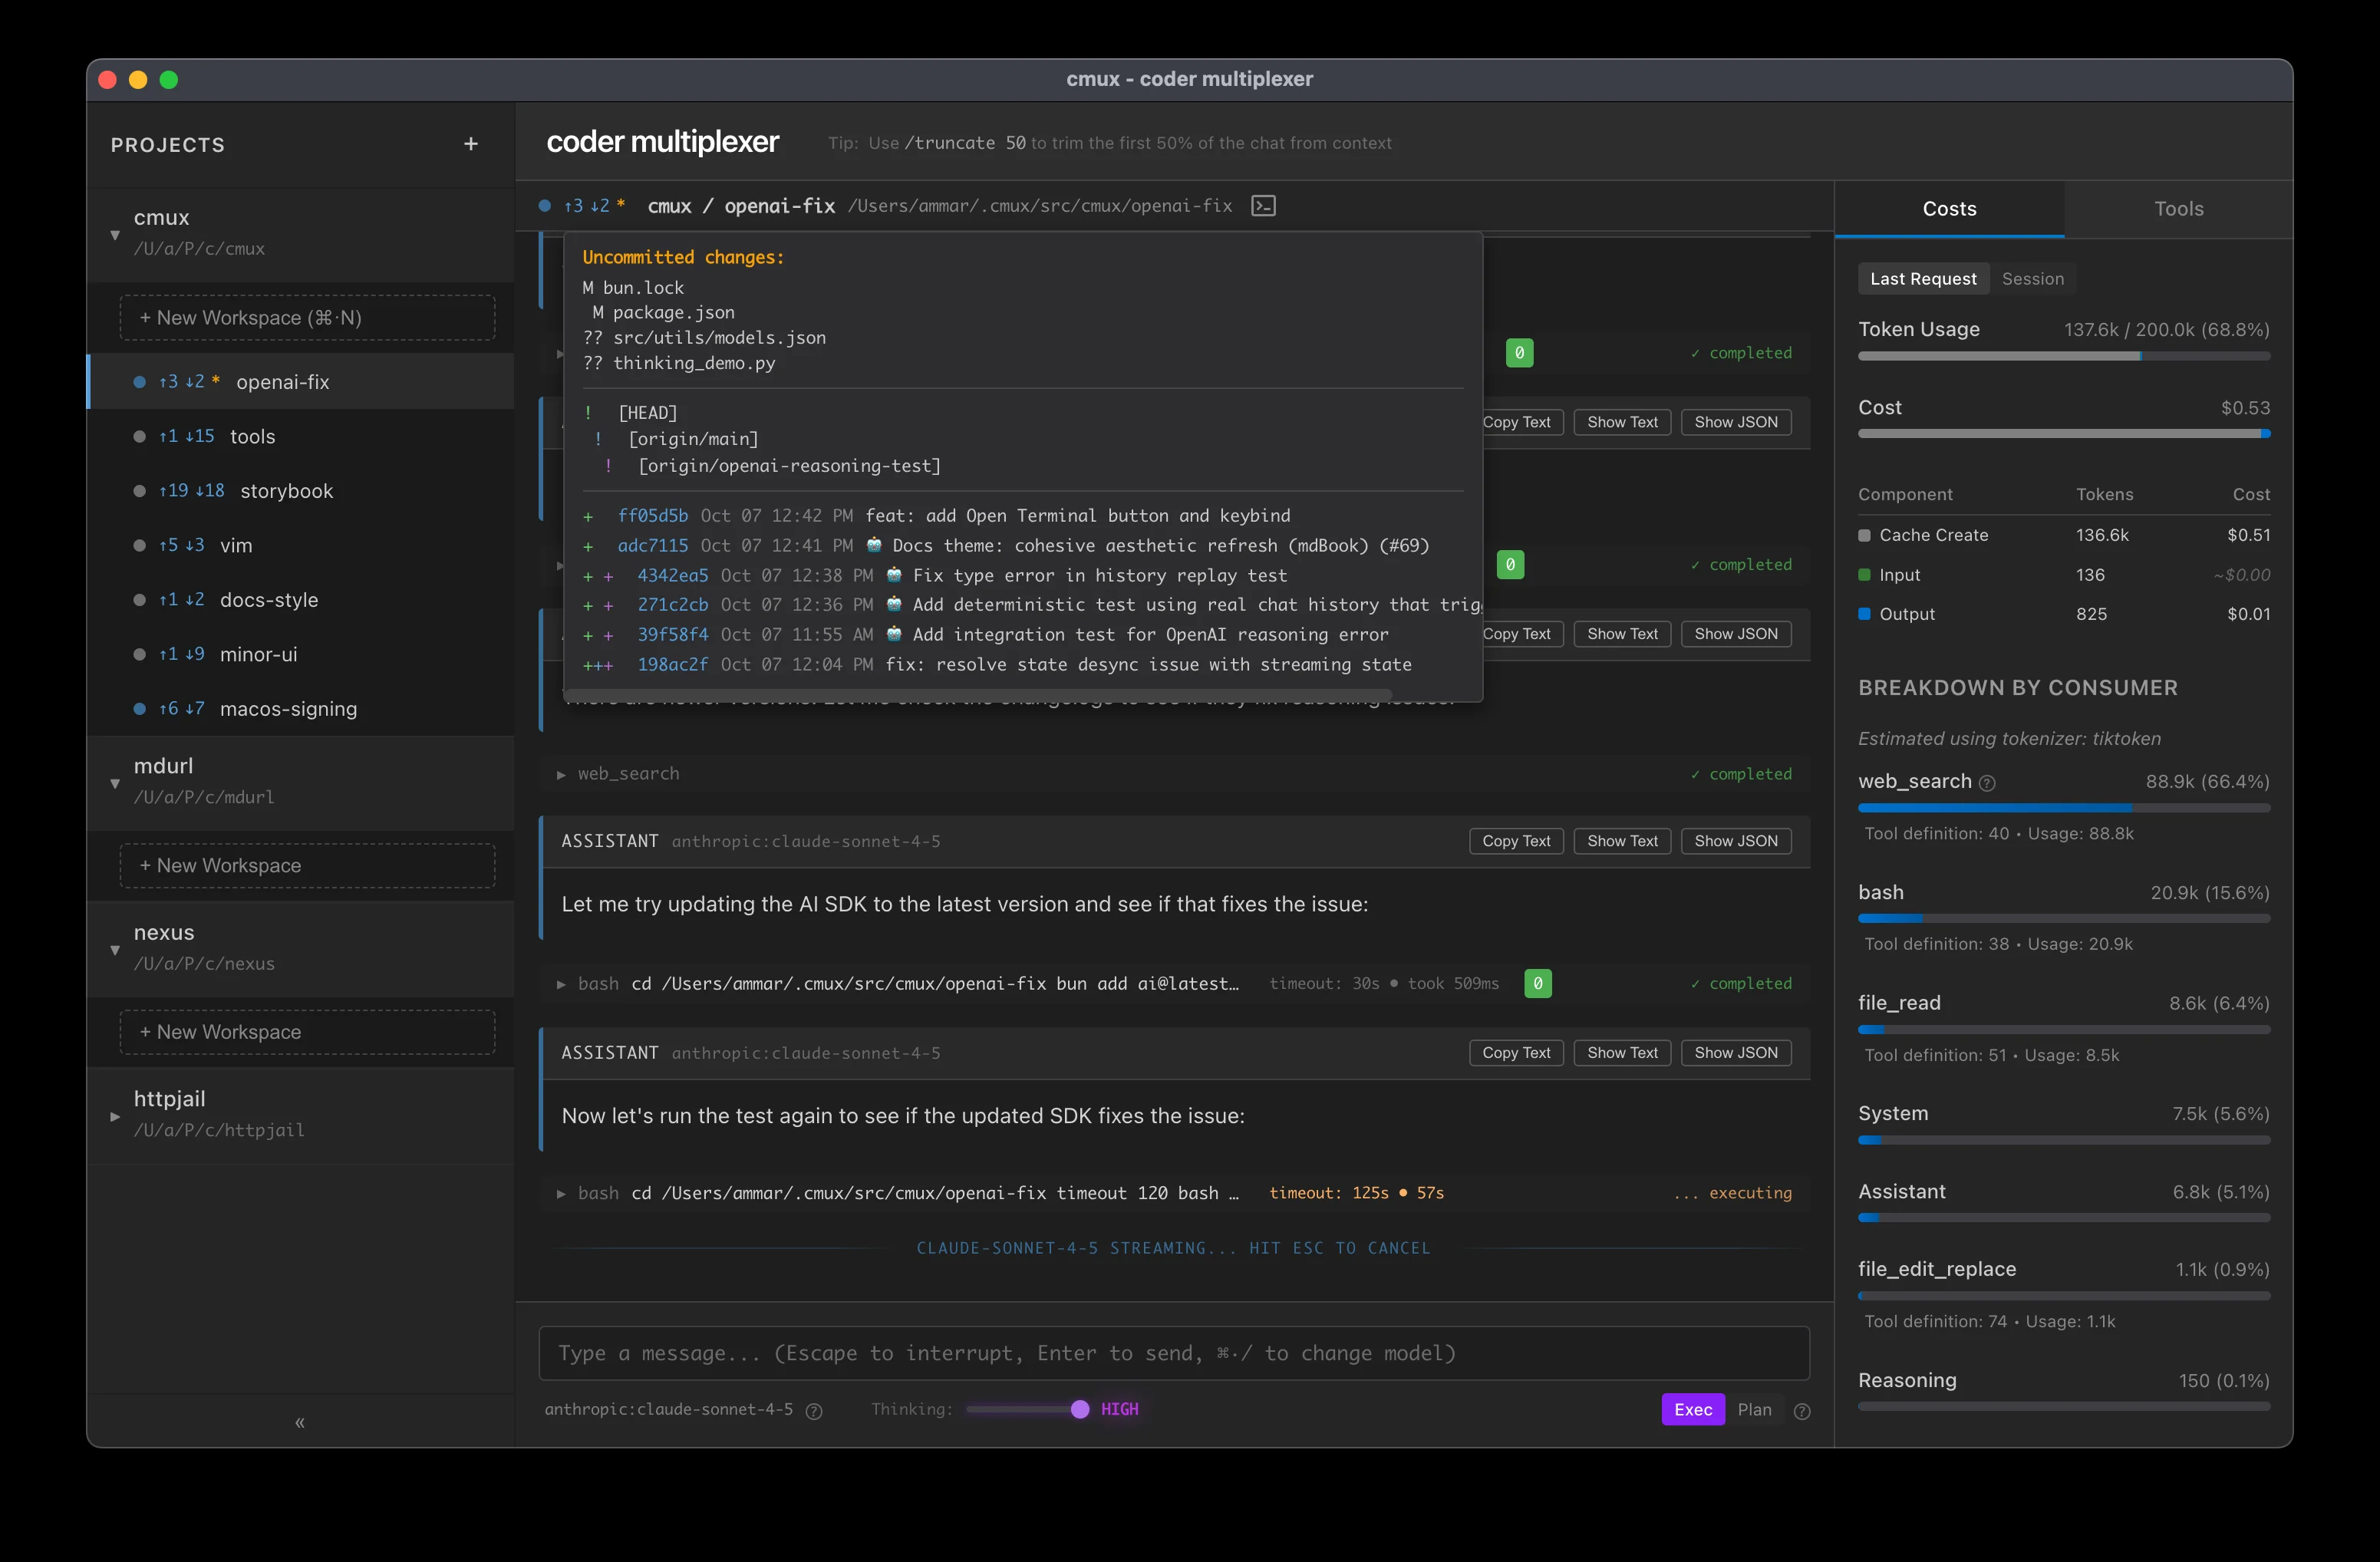 cmux - coder multiplexer
PROJECTS
+
cmux
/U/a/P/c/cmux
+ New Workspace (⌘·N)
↑3 ↓2 * openai-fix
↑1 ↓15 tools
↑19 ↓18 storybook
↑5 ↓3 vim
↑1 ↓2 docs-style
↑1 ↓9 minor-ui
↑6 ↓7 macos-signing
mdurl
/U/a/P/c/mdurl
+ New Workspace
nexus
/U/a/P/c/nexus
+ New Workspace
httpjail
/U/a/P/c/httpjail
«
coder multiplexer
Tip: Use /truncate 50 to trim the first 50% of the chat from context
↑3 ↓2 * cmux / openai-fix /Users/ammar/.cmux/src/cmux/openai-fix
Uncommitted changes:
M bun.lock
M package.json
?? src/utils/models.json
?? thinking_demo.py
! [HEAD]
! [origin/main]
! [origin/openai-reasoning-test]
+ ff05d5b Oct 07 12:42 PM feat: add Open Terminal button and keybind
+ adc7115 Oct 07 12:41 PM 🤖 Docs theme: cohesive aesthetic refresh (mdBook) (#69)
+ + 4342ea5 Oct 07 12:38 PM 🤖 Fix type error in history replay test
+ + 271c2cb Oct 07 12:36 PM 🤖 Add deterministic test using real chat history that trig
+ + 39f58f4 Oct 07 11:55 AM 🤖 Add integration test for OpenAI reasoning error
+++ 198ac2f Oct 07 12:04 PM fix: resolve state desync issue with streaming state
0 ✓ completed
Copy Text Show Text Show JSON
0 ✓ completed
Copy Text Show Text Show JSON
▸ web_search ✓ completed
ASSISTANT anthropic:claude-sonnet-4-5 Copy Text Show Text Show JSON
Let me try updating the AI SDK to the latest version and see if that fixes the issue:
▸ bash cd /Users/ammar/.cmux/src/cmux/openai-fix bun add ai@latest… timeout: 30s • took 509ms 0 ✓ completed
ASSISTANT anthropic:claude-sonnet-4-5 Copy Text Show Text Show JSON
Now let's run the test again to see if the updated SDK fixes the issue:
▸ bash cd /Users/ammar/.cmux/src/cmux/openai-fix timeout 120 bash … timeout: 125s • 57s ... executing
CLAUDE-SONNET-4-5 STREAMING... HIT ESC TO CANCEL
Type a message... (Escape to interrupt, Enter to send, ⌘·/ to change model)
anthropic:claude-sonnet-4-5 ? Thinking: HIGH Exec Plan ?
Costs Tools
Last Request Session
Token Usage 137.6k / 200.0k (68.8%)
Cost $0.53
Component Tokens Cost
Cache Create 136.6k $0.51
Input 136 ~$0.00
Output 825 $0.01
BREAKDOWN BY CONSUMER
Estimated using tokenizer: tiktoken
web_search ? 88.9k (66.4%)
Tool definition: 40 • Usage: 88.8k
bash 20.9k (15.6%)
Tool definition: 38 • Usage: 20.9k
file_read 8.6k (6.4%)
Tool definition: 51 • Usage: 8.5k
System 7.5k (5.6%)
Assistant 6.8k (5.1%)
file_edit_replace 1.1k (0.9%)
Tool definition: 74 • Usage: 1.1k
Reasoning 150 (0.1%)